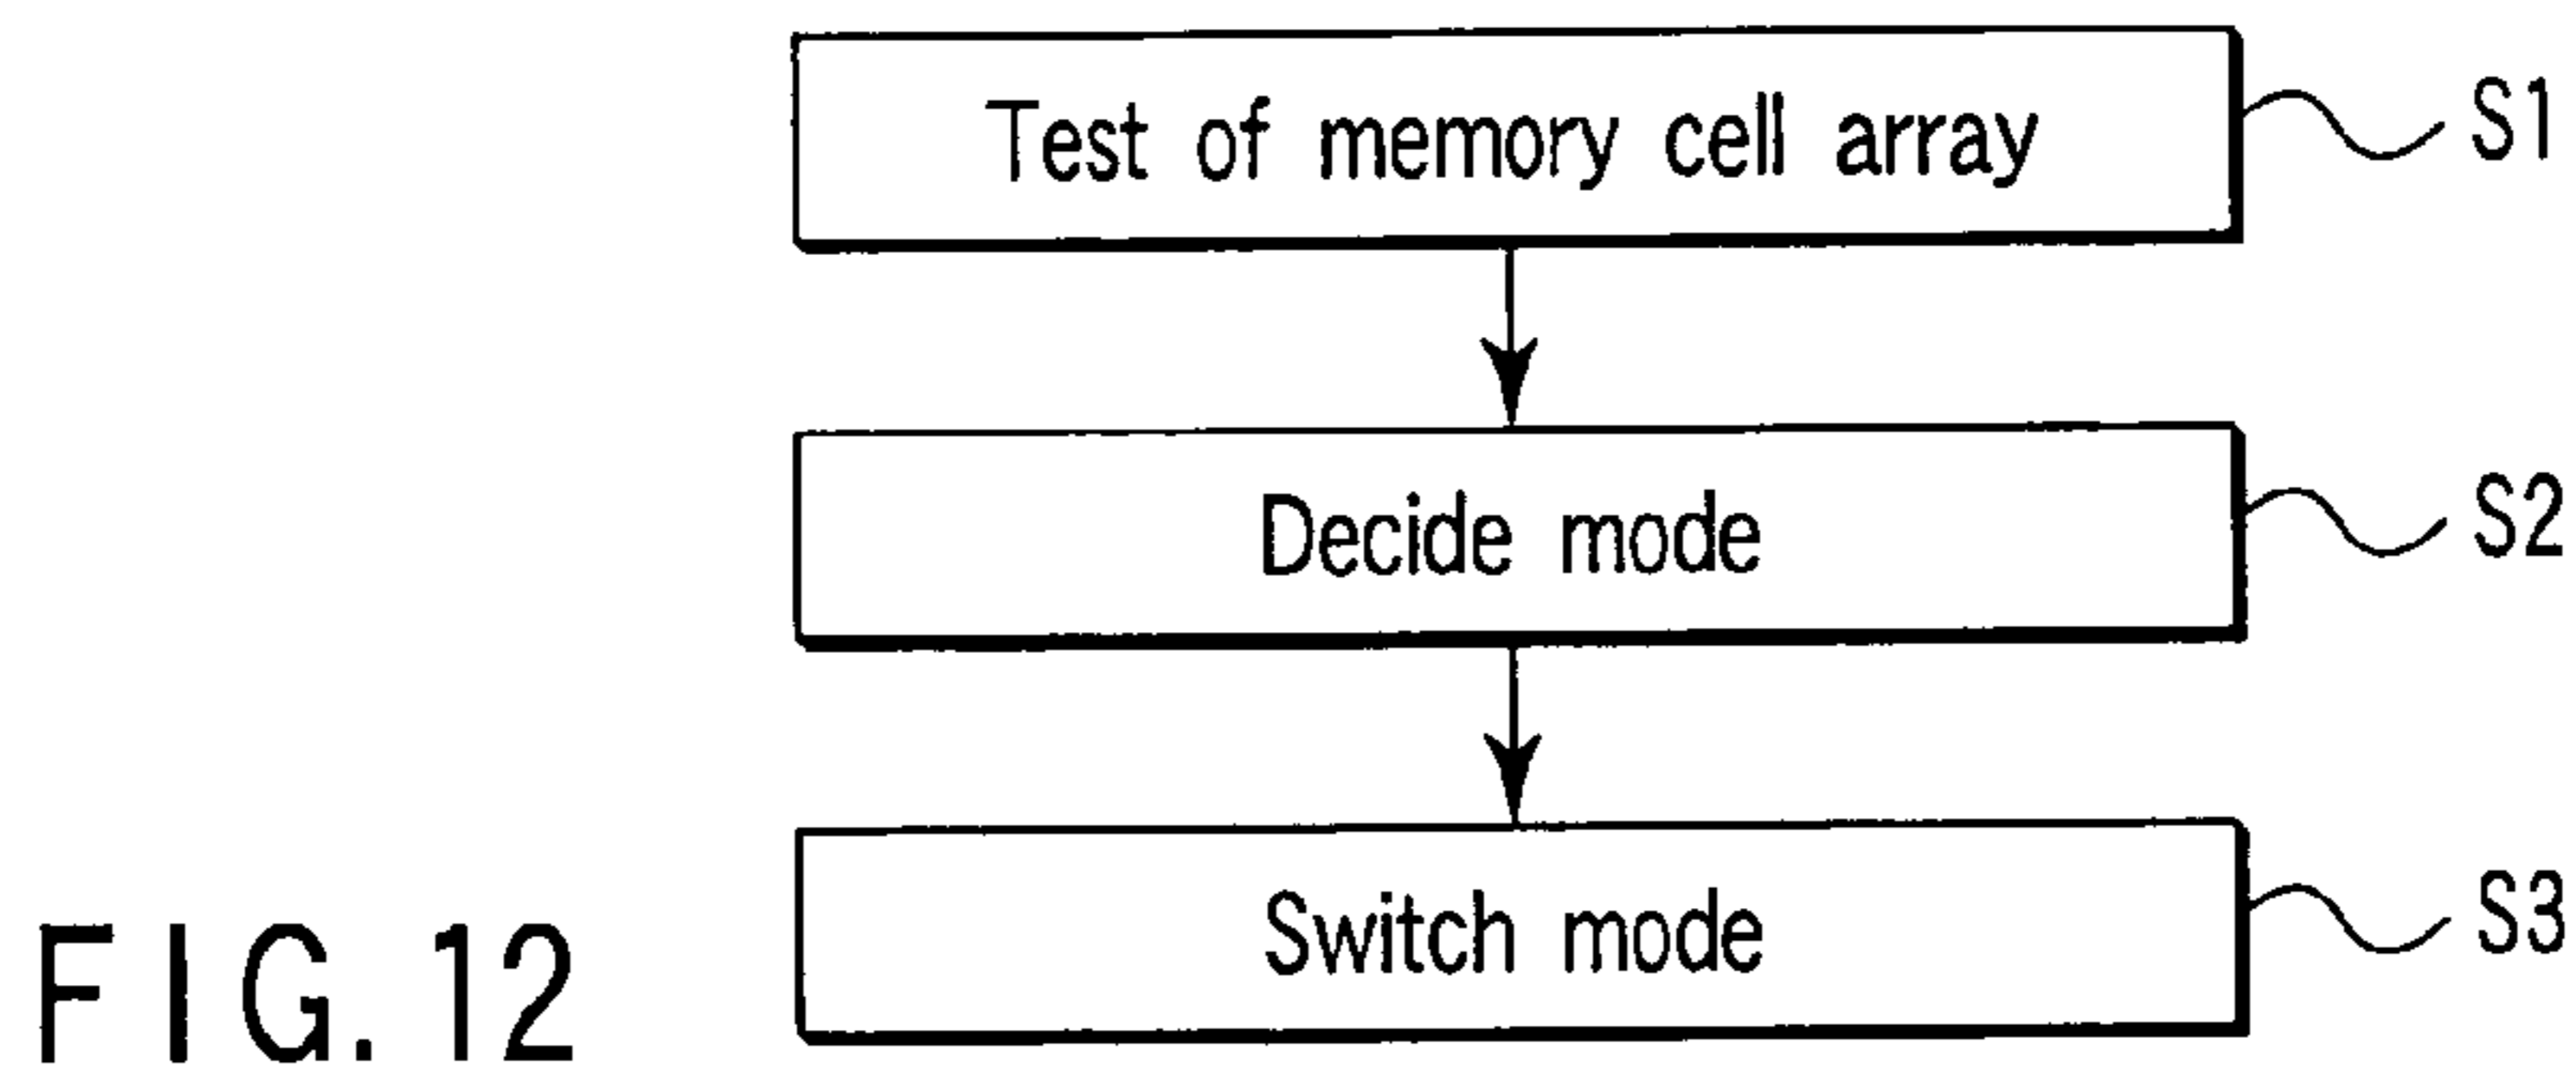 Test of memory cell array S1
Decide mode S2
Switch mode S3
FIG.12